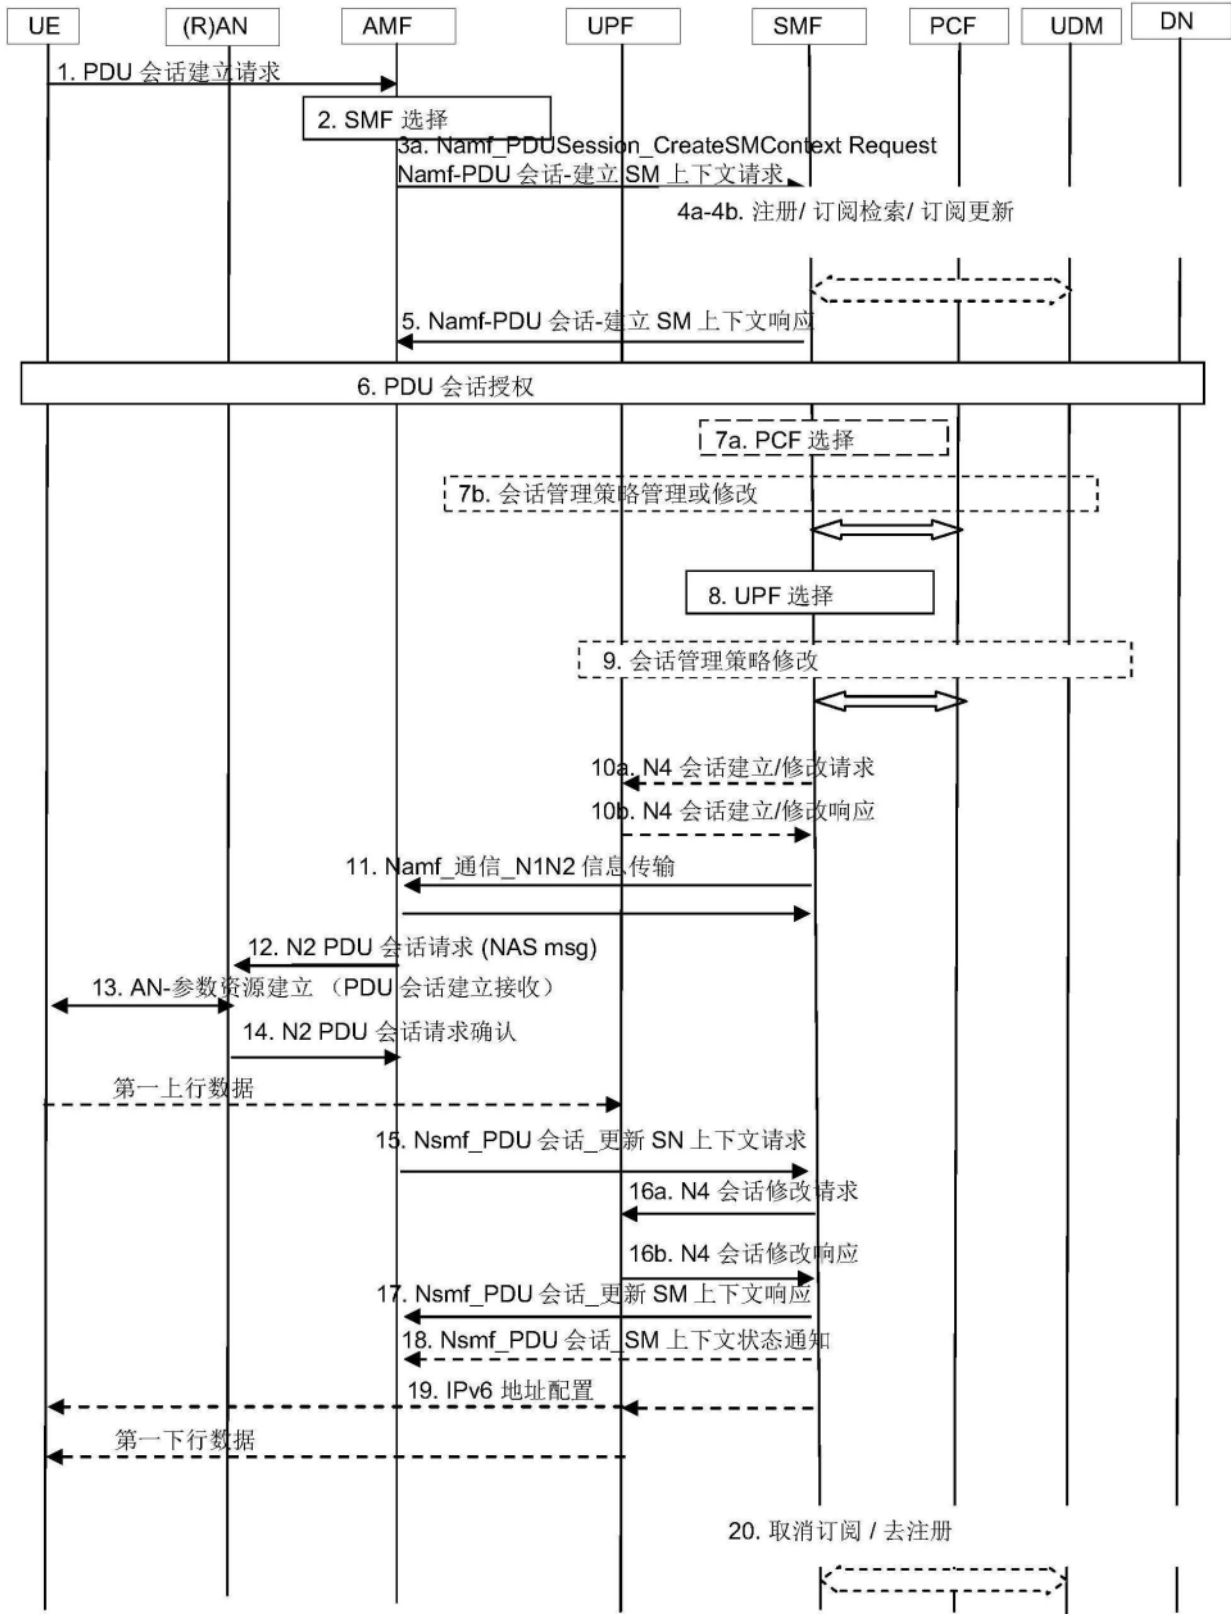 UE (R)AN AMF UPF SMF PCF UDM DN
1. PDU 会话建立请求
2. SMF 选择
3a. Namf_PDUSession_CreateSMContext Request
Namf-PDU 会话-建立 SM 上下文请求
4a-4b. 注册/ 订阅检索/ 订阅更新
5. Namf-PDU 会话-建立 SM 上下文响应
6. PDU 会话授权
7a. PCF 选择
7b. 会话管理策略管理或修改
8. UPF 选择
9. 会话管理策略修改
10a. N4 会话建立/修改请求
10b. N4 会话建立/修改响应
11. Namf_通信_N1N2 信息传输
12. N2 PDU 会话请求 (NAS msg)
13. AN-参数资源建立 （PDU 会话建立接收）
14. N2 PDU 会话请求确认
第一上行数据
15. Nsmf_PDU 会话_更新 SN 上下文请求
16a. N4 会话修改请求
16b. N4 会话修改响应
17. Nsmf_PDU 会话_更新 SM 上下文响应
18. Nsmf_PDU 会话_SM 上下文状态通知
19. IPv6 地址配置
第一下行数据
20. 取消订阅 / 去注册